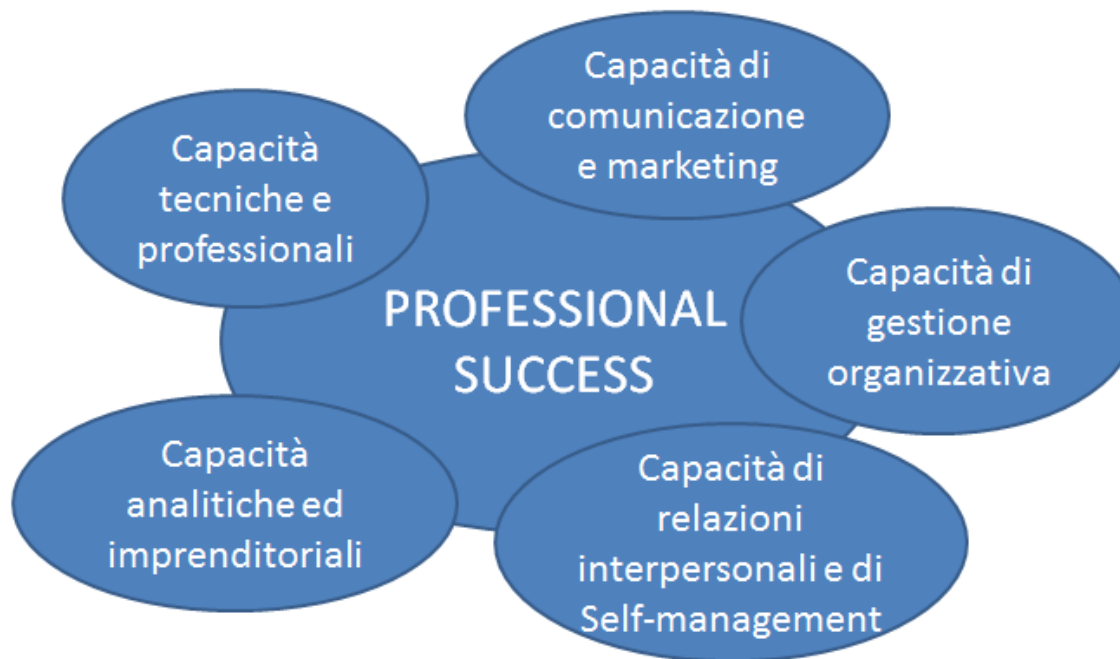 Capacità di
comunicazione
e marketing
Capacità
tecniche e
professionali
Capacità di
gestione
organizzativa
PROFESSIONAL
SUCCESS
Capacità
analitiche ed
imprenditoriali
Capacità di
relazioni
interpersonali e di
Self-management